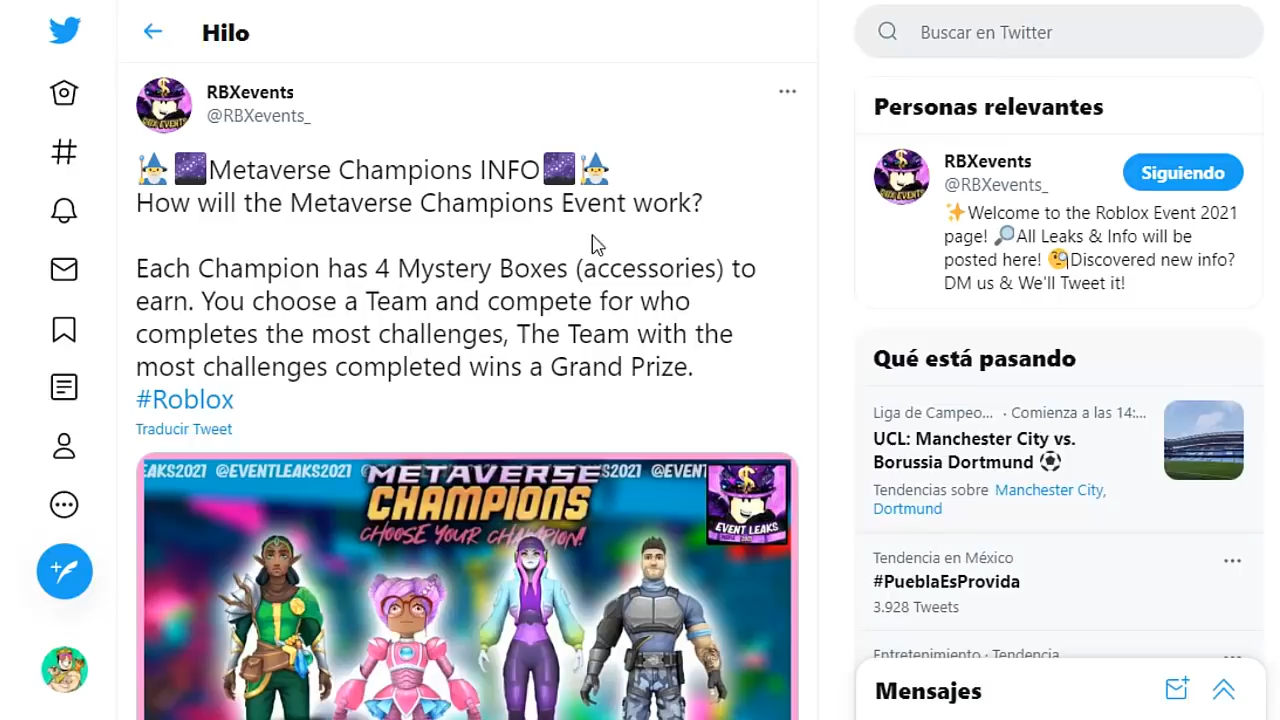 Hilo
RBXevents
@RBXevents_
Metaverse Champions INFO
How will the Metaverse Champions Event work?
Each Champion has 4 Mystery Boxes (accessories) to
earn. You choose a Team and compete for who
completes the most challenges, The Team with the
most challenges completed wins a Grand Prize.
#Roblox
Traducir Tweet
EAKS2021 @EVENTLEAKS2021 S2021 @EVENT
METAVERSE
CHAMPIONS
CHOOSE YOUR CHAMPION!
EVENT LEAKS
Buscar en Twitter
Personas relevantes
RBXevents
@RBXevents_
Siguiendo
✨Welcome to the Roblox Event 2021
page! 🔎All Leaks & Info will be
posted here! 🧐Discovered new info?
DM us & We'll Tweet it!
Qué está pasando
Liga de Campeo... · Comienza a las 14:...
UCL: Manchester City vs.
Borussia Dortmund ⚽
Tendencias sobre Manchester City,
Dortmund
Tendencia en México
#PueblaEsProvida
3.928 Tweets
Entretenimiento · Tendencia
Mensajes